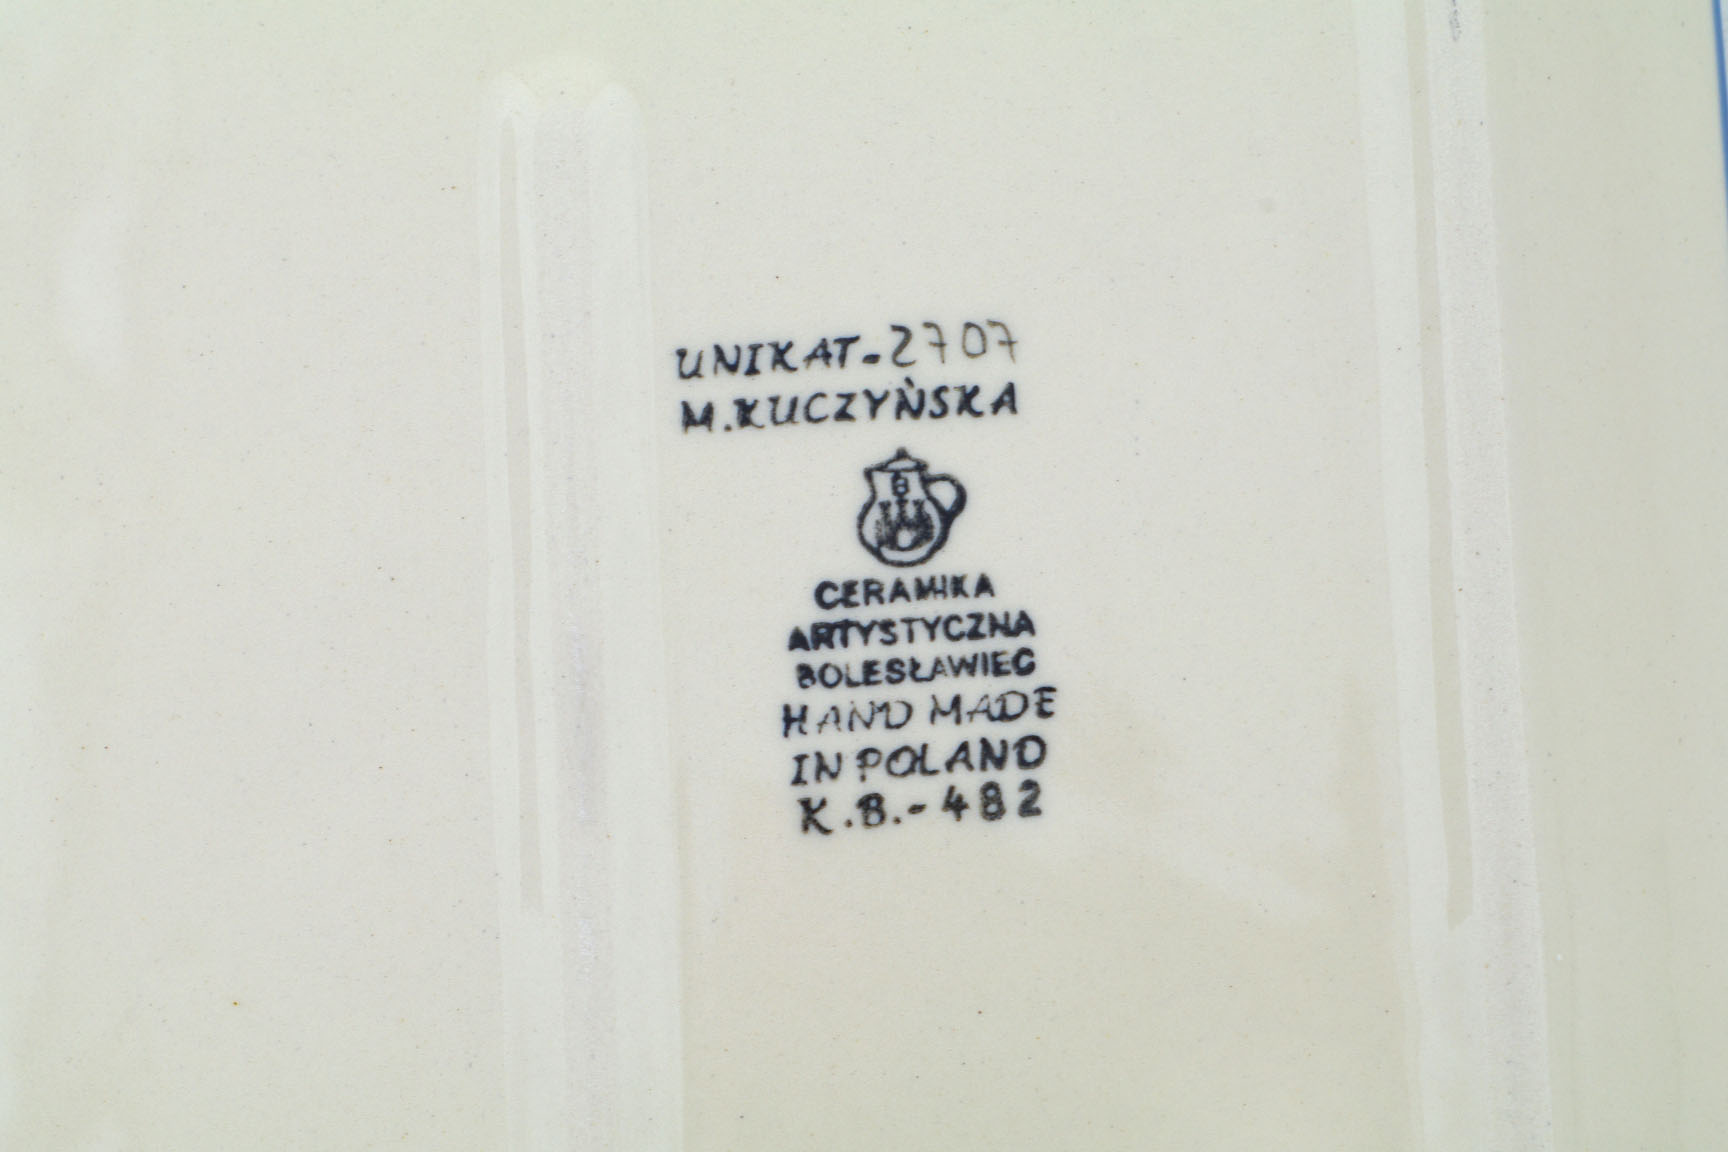 UNIKAT-2707
M.KUCZYŃSKA
CERAMIKA
ARTYSTYCZNA
BOLESŁAWIEC
HAND MADE
IN POLAND
K.B.-482